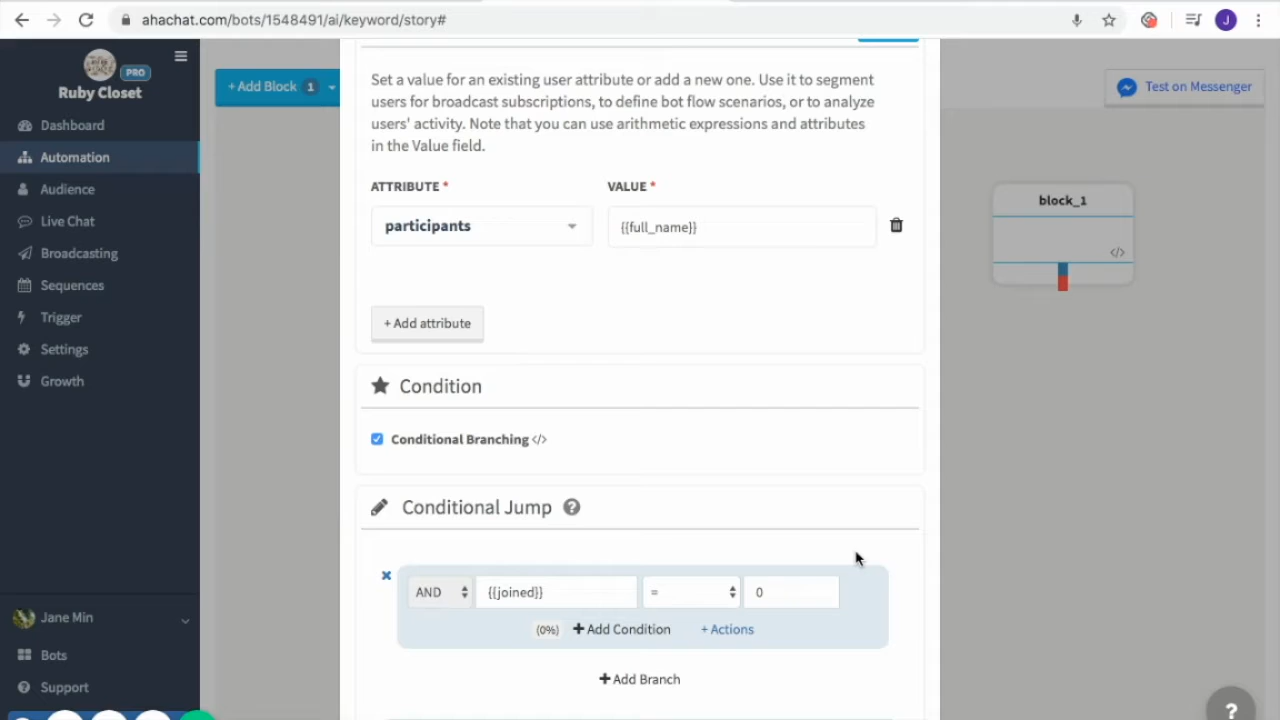 ahachat.com/bots/1548491/ai/keyword/story#
J
PRO
Ruby Closet
Dashboard
Automation
Audience
Live Chat
Broadcasting
Sequences
Trigger
Settings
Growth
Jane Min
Bots
Support
+ Add Block 1
Set a value for an existing user attribute or add a new one. Use it to segment
users for broadcast subscriptions, to define bot flow scenarios, or to analyze
users' activity. Note that you can use arithmetic expressions and attributes
in the Value field.
ATTRIBUTE * VALUE *
participants {{full_name}}
+ Add attribute
Condition
Conditional Branching </>
Conditional Jump ?
AND {{joined}} = 0
(0%) + Add Condition + Actions
+ Add Branch
Test on Messenger
block_1
</>
?